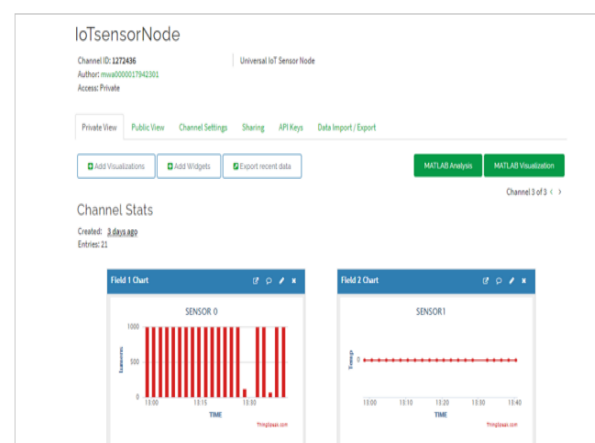 IoTsensorNode
Channel ID: 1272436
Author: mwa0000017942301
Access: Private
Universal IoT Sensor Node
Private View Public View Channel Settings Sharing API Keys Data Import / Export
Add Visualizations Add Widgets Export recent data MATLAB Analysis MATLAB Visualization
Channel 3 of 3 < >
Channel Stats
Created: 3 days ago
Entries: 21
Field 1 Chart
SENSOR 0
1000
500
0
13:00 13:15 13:30
TIME
ThingSpeak.com
Field 2 Chart
SENSOR1
0
13:00 13:10 13:20 13:30 13:40
TIME
ThingSpeak.com